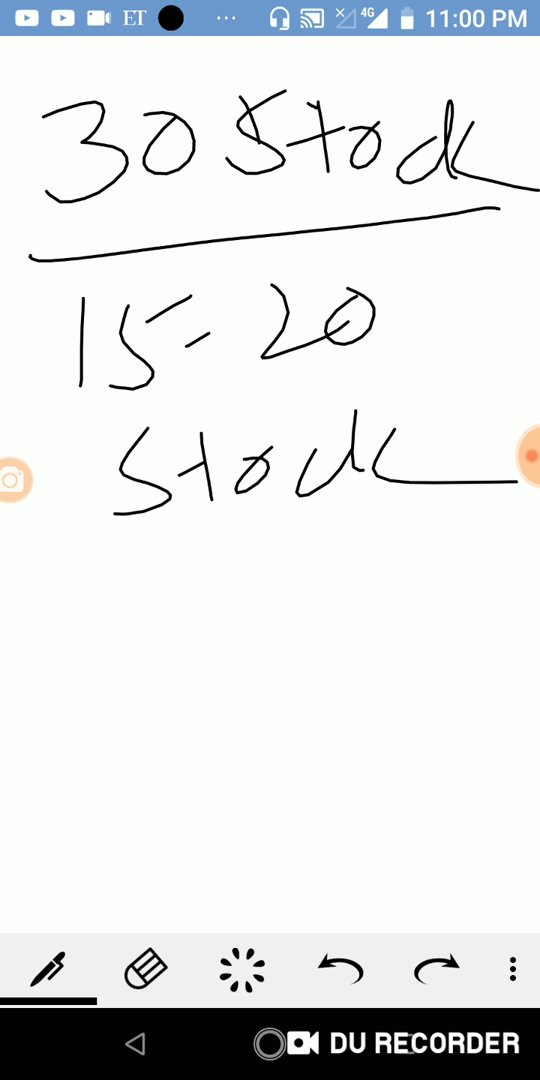 ET ... 4G 11:00 PM
30 Stock
15-20
Stock
DU RECORDER